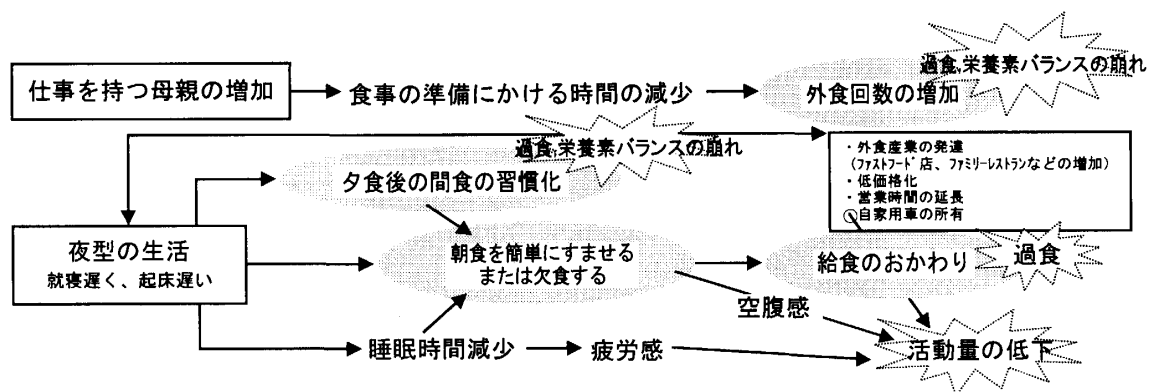 過食,栄養素バランスの崩れ
仕事を持つ母親の増加
食事の準備にかける時間の減少
外食回数の増加
過食,栄養素バランスの崩れ
・外食産業の発達
(ファストフード店、ファミリーレストランなどの増加)
・低価格化
・営業時間の延長
自家用車の所有
夕食後の間食の習慣化
夜型の生活
就寝遅く、起床遅い
朝食を簡単にすませる
または欠食する
給食のおかわり
過食
空腹感
睡眠時間減少
疲労感
活動量の低下